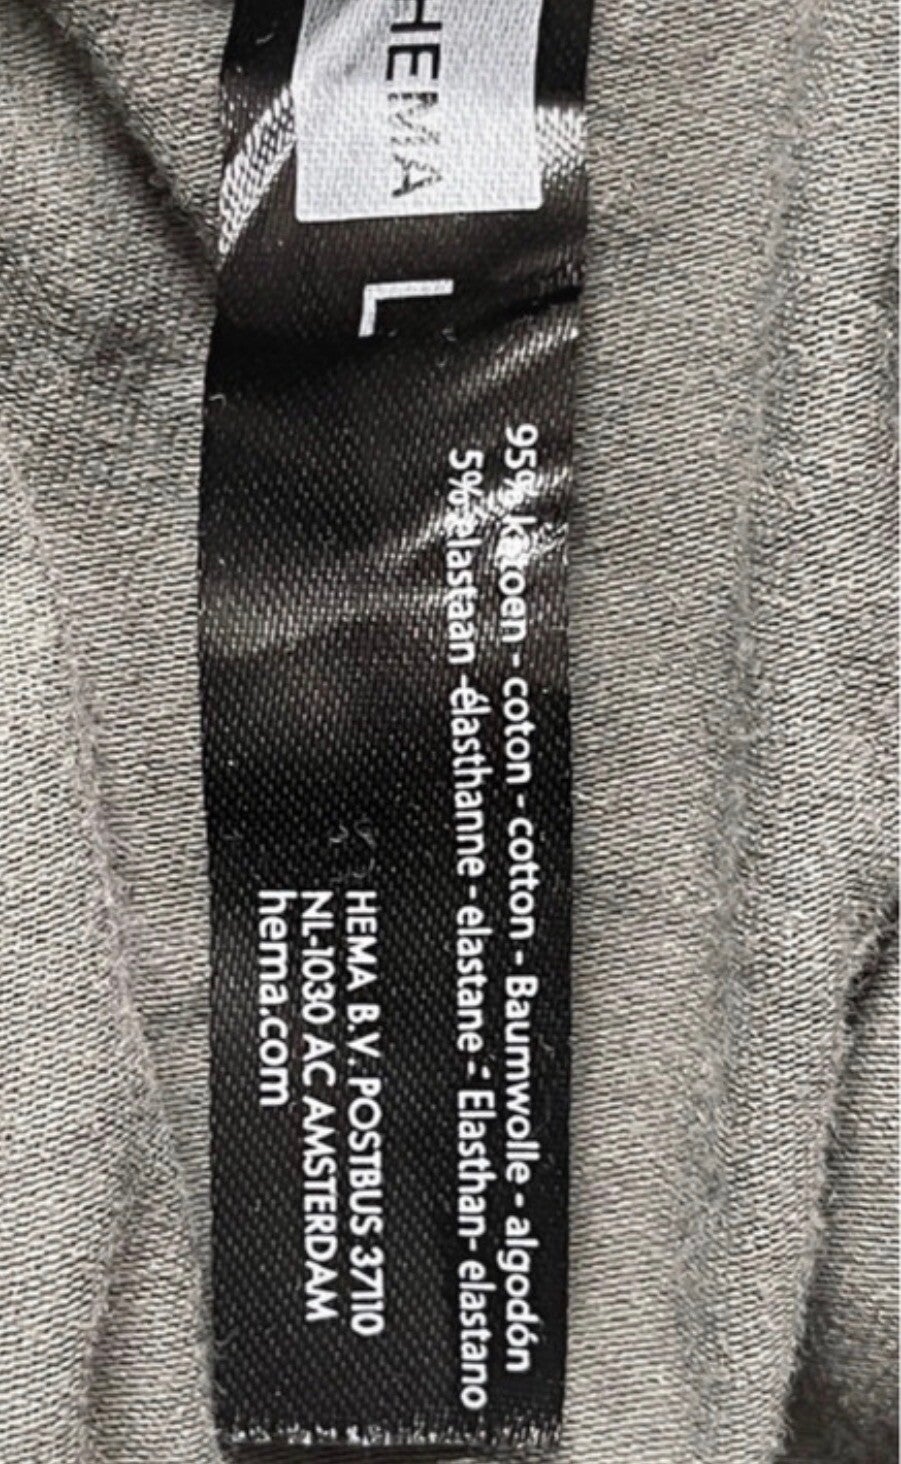 HEMA
L
95% katoen - coton - cotton - Baumwolle - algodón
5% elastaan - élasthanne - elastane - Elasthan - elastano
HEMA B.V. POSTBUS 37110
NL-1030 AC AMSTERDAM
hema.com